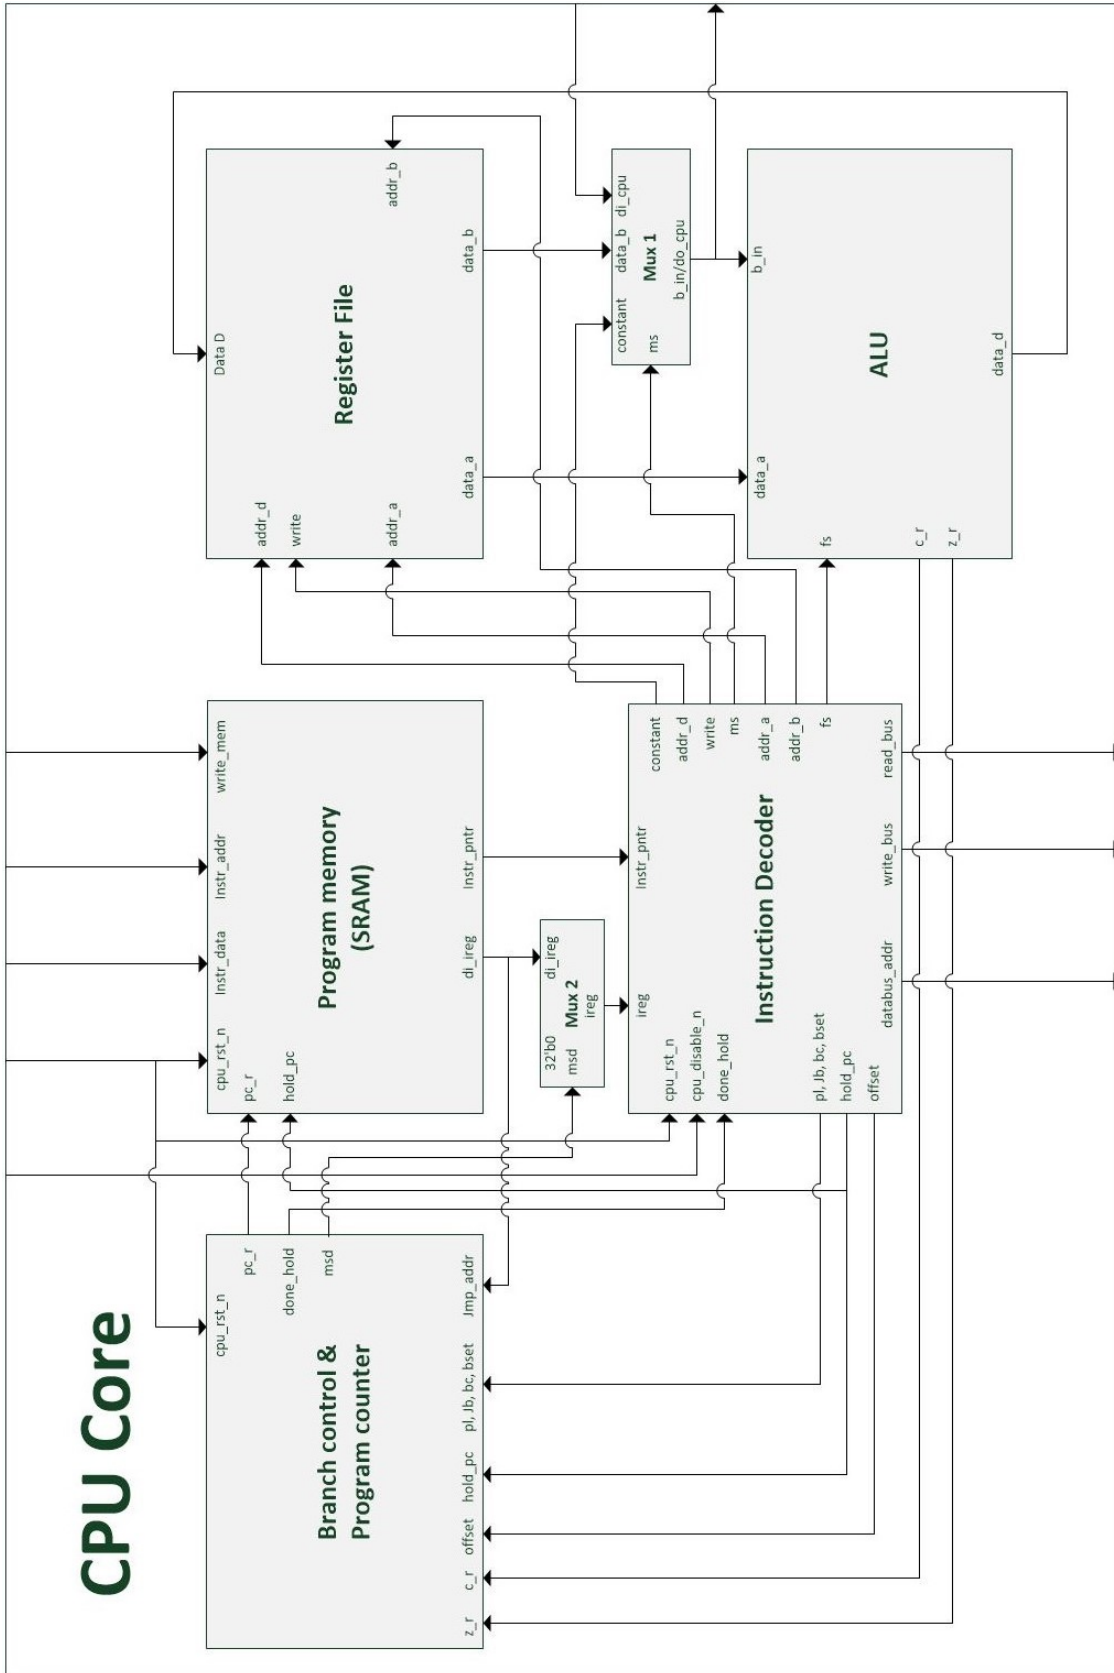 CPU Core
Branch control &
Program counter
cpu_rst_n
pc_r
done_hold
msd
Jmp_addr
pl, Jb, bc, bset
hold_pc
offset
c_r
z_r
Program memory
(SRAM)
cpu_rst_n
Instr_data
Instr_addr
write_mem
pc_r
hold_pc
di_ireg
Instr_pntr
Register File
Data D
addr_d
write
addr_a
addr_b
data_a
data_b
Mux 2
32'b0
msd
di_ireg
ireg
Mux 1
constant
data_b
di_cpu
ms
b_in/do_cpu
Instruction Decoder
ireg
Instr_pntr
cpu_rst_n
cpu_disable_n
done_hold
pl, Jb, bc, bset
hold_pc
offset
constant
addr_d
write
ms
addr_a
addr_b
fs
databus_addr
write_bus
read_bus
ALU
data_a
b_in
fs
c_r
z_r
data_d